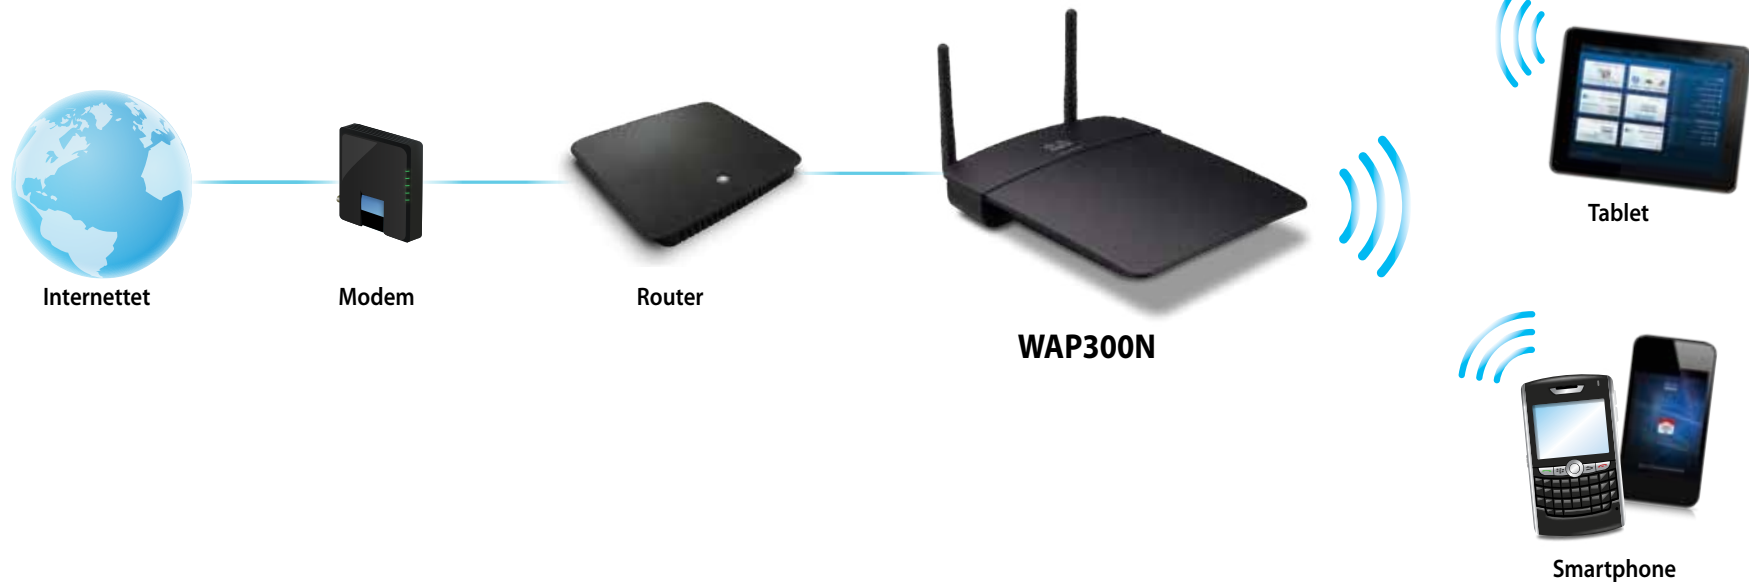 Internettet
Modem
Router
WAP300N
Tablet
Smartphone